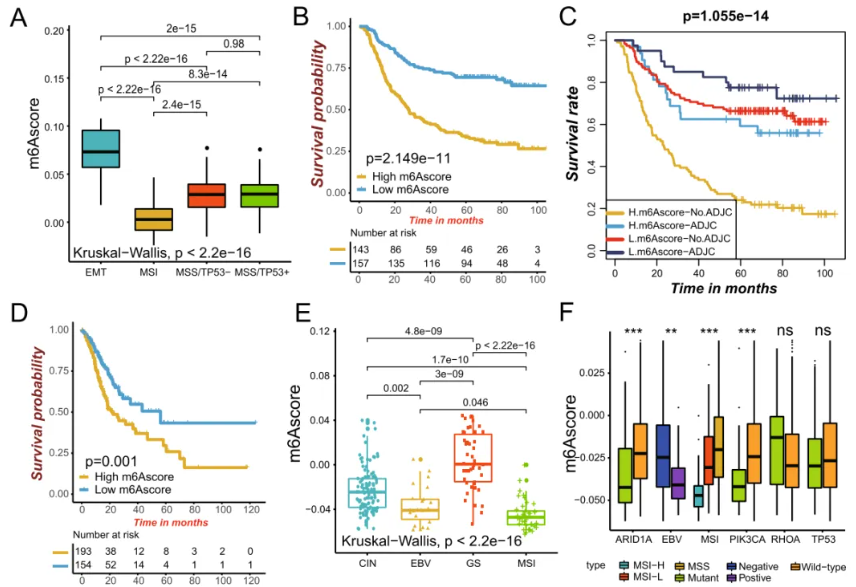 A
m6Ascore
0.20
0.15
0.10
0.05
0.00
2e−15
0.98
p < 2.22e−16
8.3e−14
p < 2.22e−16
2.4e−15
Kruskal−Wallis, p < 2.2e−16
EMT MSI MSS/TP53− MSS/TP53+
B
Survival probability
1.00
0.75
0.50
0.25
0.00
p=2.149e−11
High m6Ascore
Low m6Ascore
0 20 40 60 80 100
Time in months
Number at risk
143 86 59 46 26 3
157 135 116 94 48 4
0 20 40 60 80 100
Time in months
C
p=1.055e−14
Survival rate
1.0
0.8
0.6
0.4
0.2
0.0
H.m6Ascore−No.ADJC
H.m6Ascore−ADJC
L.m6Ascore−No.ADJC
L.m6Ascore−ADJC
0 20 40 60 80 100
Time in months
D
Survival probability
1.00
0.75
0.50
0.25
0.00
p=0.001
High m6Ascore
Low m6Ascore
0 20 40 60 80 100 120
Time in months
Number at risk
193 38 12 8 3 2 0
154 52 14 4 1 1 1
0 20 40 60 80 100 120
Time in months
E
m6Ascore
0.12
0.08
0.04
0.00
−0.04
4.8e−09
p < 2.22e−16
1.7e−10
3e−09
0.002
0.046
Kruskal−Wallis, p < 2.2e−16
CIN EBV GS MSI
F
m6Ascore
0.025
0.000
−0.025
−0.050
*** ** *** *** ns ns
ARID1A EBV MSI PIK3CA RHOA TP53
type
MSI−H MSS Negative Wild−type
MSI−L Mutant Postive